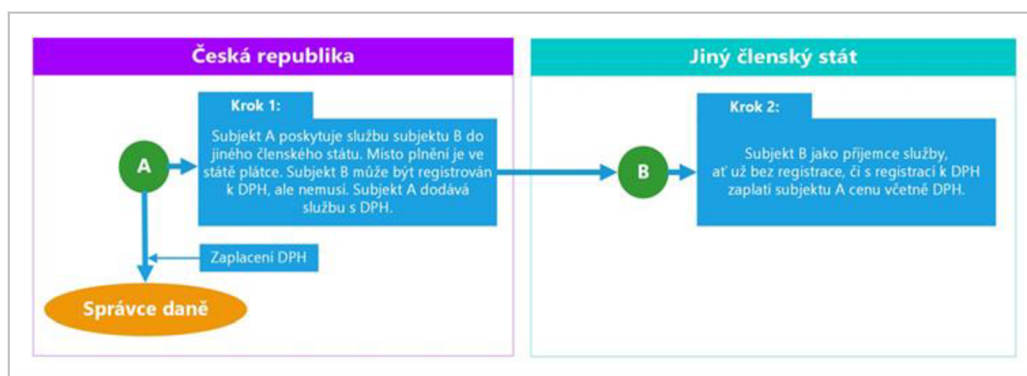 Česká republika
Jiný členský stát
Krok 1:
Subjekt A poskytuje službu subjektu B do
jiného členského státu. Místo plnění je ve
státě plátce. Subjekt B může být registrován
k DPH, ale nemusí. Subjekt A dodává
službu s DPH.
A
Krok 2:
Subjekt B jako příjemce služby,
ať už bez registrace, či s registrací k DPH
zaplatí subjektu A cenu včetně DPH.
B
Zaplacení DPH
Správce daně